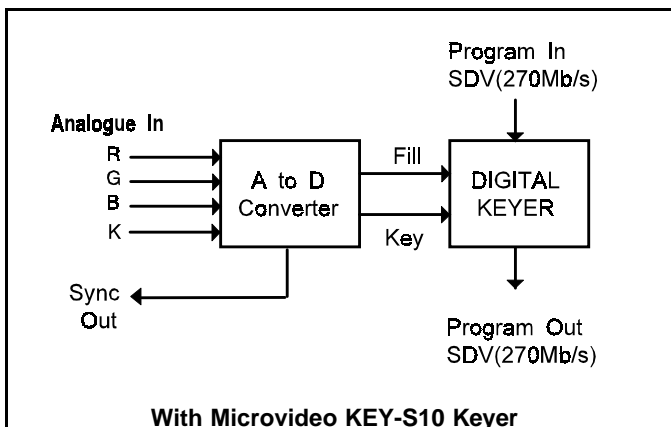 Program In
SDV(270Mb/s)
Analogue In
R
G
B
K
A to D
Converter
Fill
Key
DIGITAL
KEYER
Sync
Out
Program Out
SDV(270Mb/s)
With Microvideo KEY-S10 Keyer